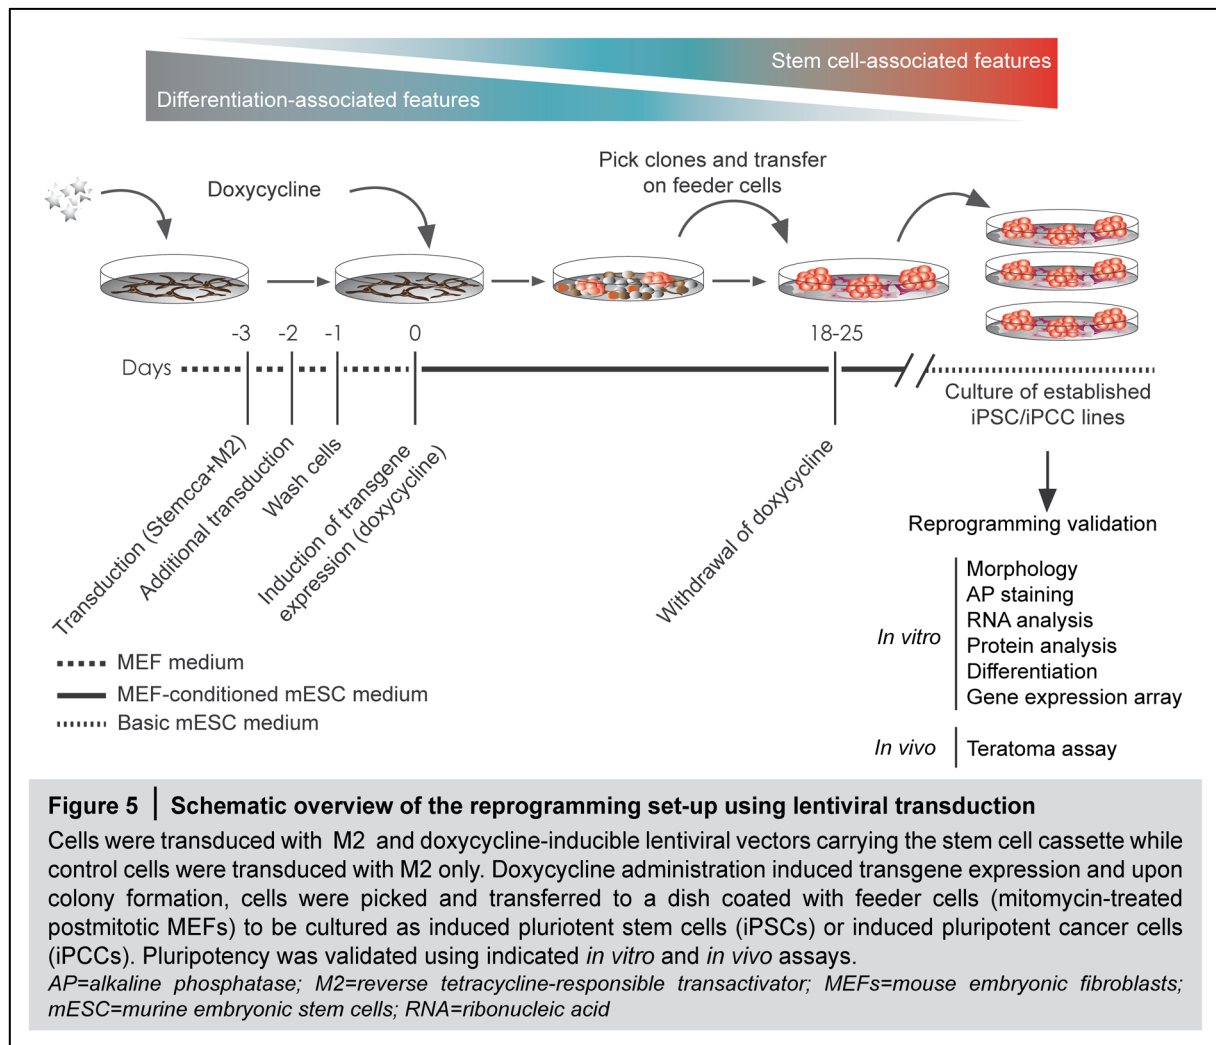 Stem cell-associated features
Differentiation-associated features
Pick clones and transfer
on feeder cells
Doxycycline
-3
-2
-1
0
18-25
Days
Culture of established
iPSC/iPCC lines
Transduction (Stemcca+M2)
Additional transduction
Wash cells
Induction of transgene
expression (doxycycline)
Withdrawal of doxycycline
Reprogramming validation
In vitro
Morphology
AP staining
RNA analysis
Protein analysis
Differentiation
Gene expression array
In vivo
Teratoma assay
MEF medium
MEF-conditioned mESC medium
Basic mESC medium
Figure 5 | Schematic overview of the reprogramming set-up using lentiviral transduction
Cells were transduced with M2 and doxycycline-inducible lentiviral vectors carrying the stem cell cassette while
control cells were transduced with M2 only. Doxycycline administration induced transgene expression and upon
colony formation, cells were picked and transferred to a dish coated with feeder cells (mitomycin-treated
postmitotic MEFs) to be cultured as induced pluriotent stem cells (iPSCs) or induced pluripotent cancer cells
(iPCCs). Pluripotency was validated using indicated in vitro and in vivo assays.
AP=alkaline phosphatase; M2=reverse tetracycline-responsible transactivator; MEFs=mouse embryonic fibroblasts;
mESC=murine embryonic stem cells; RNA=ribonucleic acid